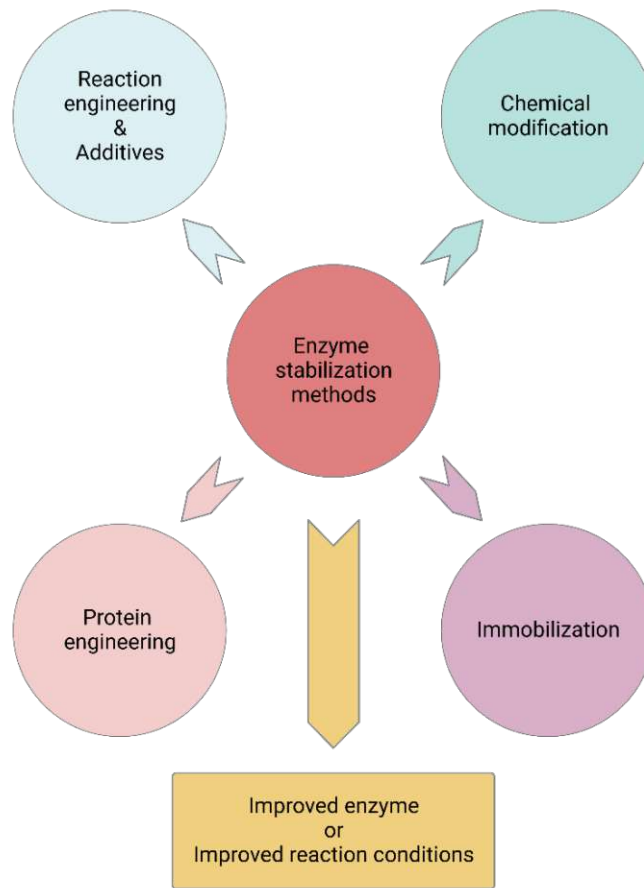 Reaction
engineering
&
Additives
Chemical
modification
Enzyme
stabilization
methods
Protein
engineering
Immobilization
Improved enzyme
or
Improved reaction conditions